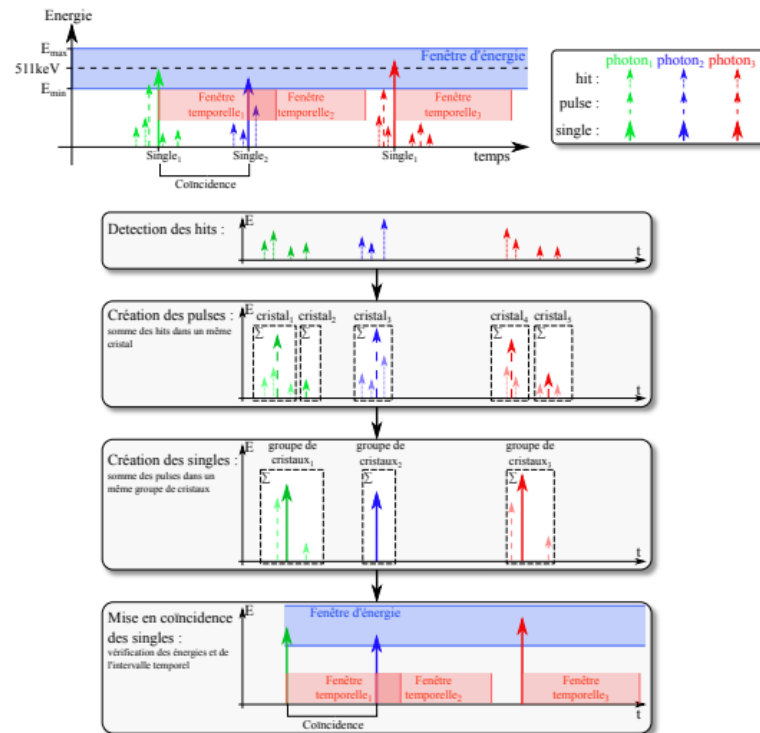 Energie
E_max
Fenêtre d'énergie
511keV
E_min
Fenêtre
temporelle₁
Fenêtre
temporelle₂
Fenêtre
temporelle₃
Single₁
Single₂
Single₁
temps
Coïncidence
photon₁ photon₂ photon₃
hit :
pulse :
single :
Detection des hits :
E
t
Création des pulses :
somme des hits dans un même
cristal
E
cristal₁
cristal₂
cristal₃
cristal₄
cristal₅
Σ
Σ
Σ
Σ
Σ
t
Création des singles :
somme des pulses dans un
même groupe de cristaux
E
groupe de
cristaux₁
groupe de
cristaux₂
groupe de
cristaux₃
Σ
Σ
Σ
t
Mise en coïncidence
des singles :
vérification des énergies et de
l'intervalle temporel
E
Fenêtre d'énergie
Fenêtre
temporelle₁
Fenêtre
temporelle₂
Fenêtre
temporelle₃
t
Coïncidence